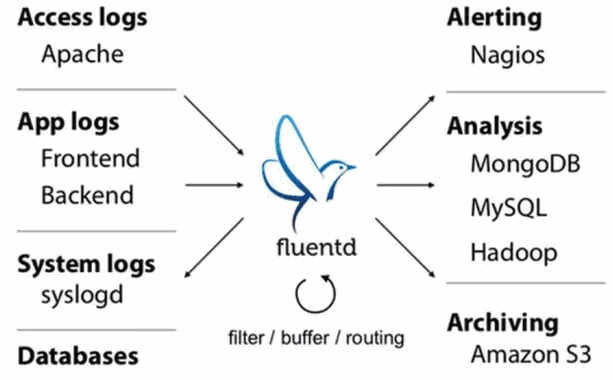 Access logs
Apache
App logs
Frontend
Backend
System logs
syslogd
Databases
fluentd
filter / buffer / routing
Alerting
Nagios
Analysis
MongoDB
MySQL
Hadoop
Archiving
Amazon S3